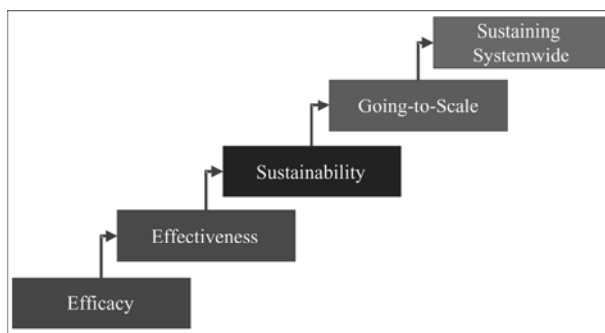 Sustaining
Systemwide
Going-to-Scale
Sustainability
Effectiveness
Efficacy